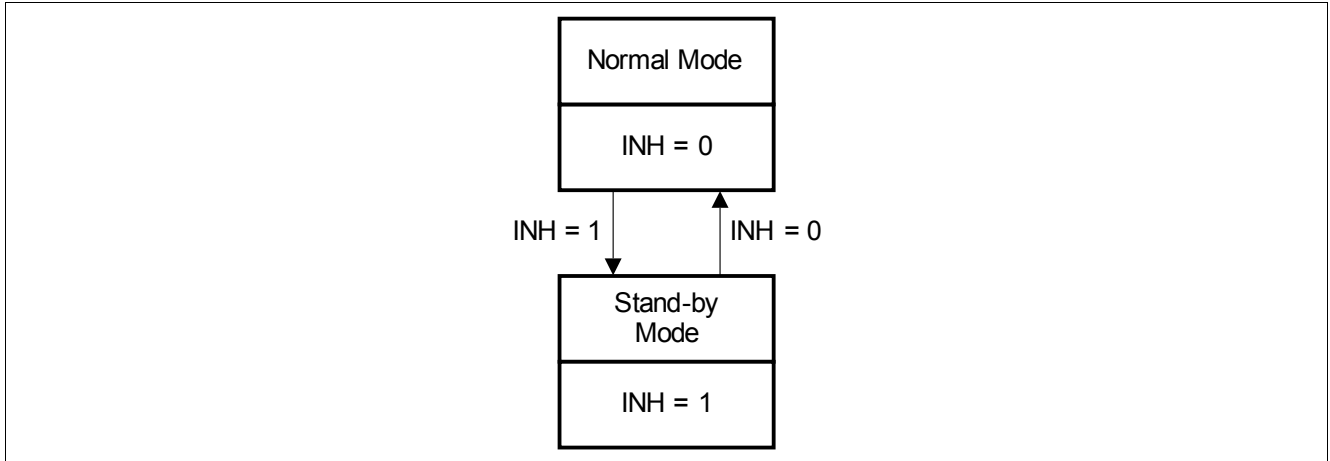 Normal Mode
INH = 0
INH = 1
INH = 0
Stand-by
Mode
INH = 1